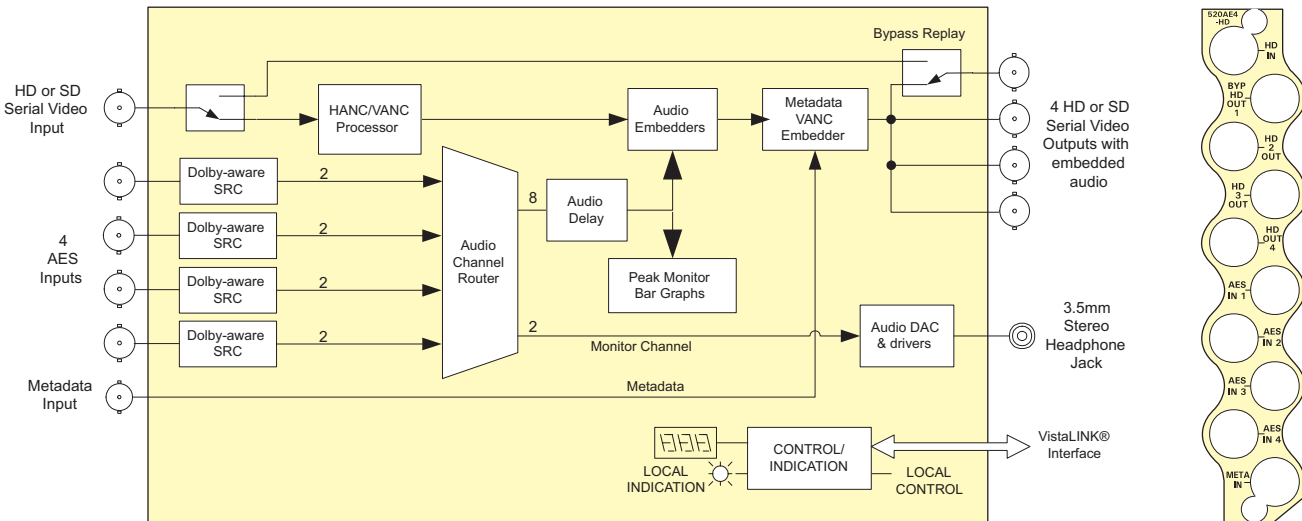 Bypass Replay
HD or SD
Serial Video
Input
HANC/VANC
Processor
Audio
Embedders
Metadata
VANC
Embedder
4 HD or SD
Serial Video
Outputs with
embedded
audio
4
AES
Inputs
Dolby-aware
SRC
2
Dolby-aware
SRC
2
Dolby-aware
SRC
2
Dolby-aware
SRC
2
Audio
Channel
Router
8
Audio
Delay
Peak Monitor
Bar Graphs
2
Monitor Channel
Audio DAC
& drivers
3.5mm
Stereo
Headphone
Jack
Metadata
Input
Metadata
LOCAL
INDICATION
CONTROL/
INDICATION
LOCAL
CONTROL
VistaLINK®
Interface
520AE4
-HD
HD
IN
BYP
HD
OUT
1
HD
2
OUT
HD
3
OUT
HD
OUT
4
AES
IN 1
AES
IN 2
AES
IN 3
AES
IN 4
META
IN